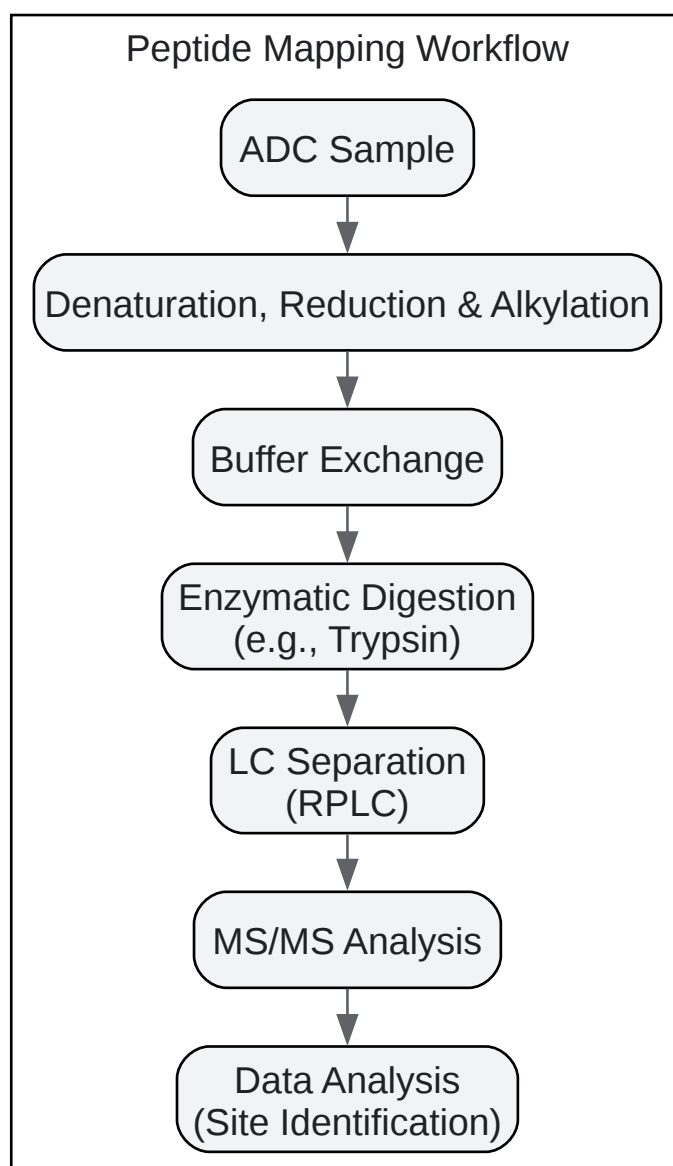 Peptide Mapping Workflow
ADC Sample
Denaturation, Reduction & Alkylation
Buffer Exchange
Enzymatic Digestion
(e.g., Trypsin)
LC Separation
(RPLC)
MS/MS Analysis
Data Analysis
(Site Identification)